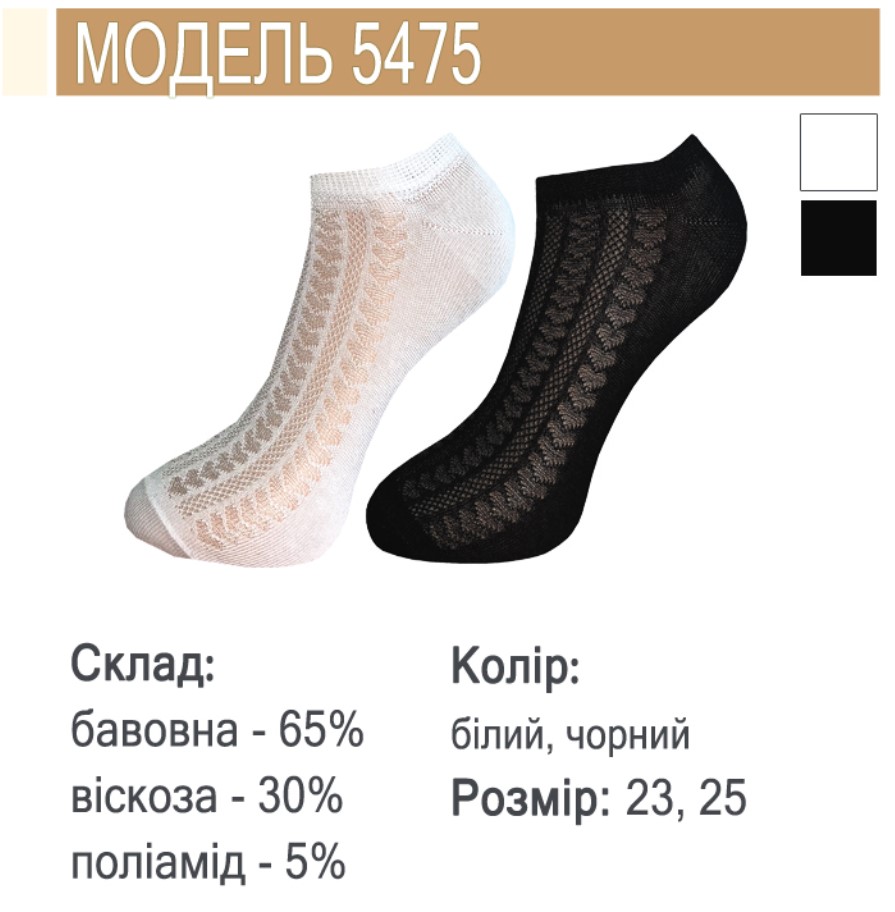 МОДЕЛЬ 5475
Склад:
бавовна - 65%
віскоза - 30%
поліамід - 5%
Колір:
білий, чорний
Розмір: 23, 25